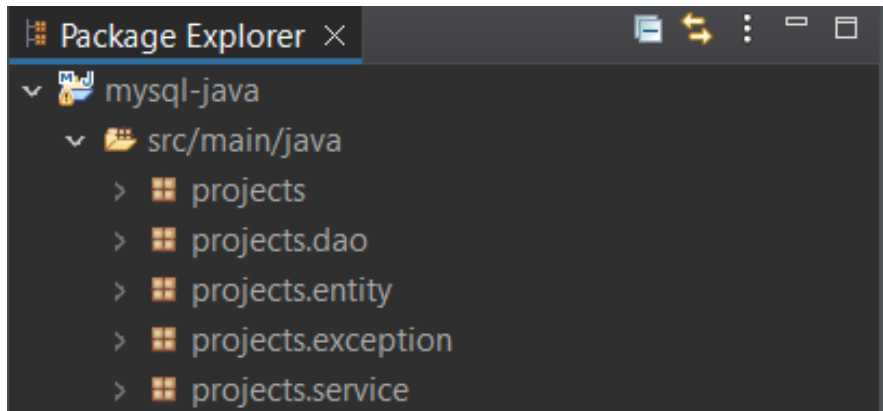 Package Explorer
mysql-java
src/main/java
projects
projects.dao
projects.entity
projects.exception
projects.service